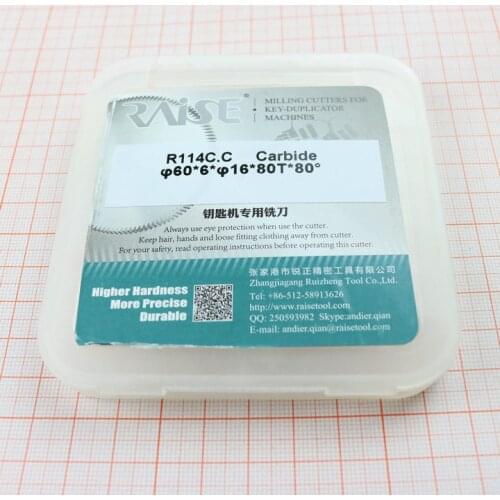 RAISE
MILLING CUTTERS FOR
KEY-DUPLICATOR
MACHINES
R114C.C Carbide
φ60*6*φ16*80T*80°
钥匙机专用铣刀
Always use eye protection when use the cutter.
Keep hair, hands and loose fitting clothing away from cutter.
For your safety, read operating instructions before operating this cutter.
Higher Hardness
More Precise
Durable
张家港市锐正精密工具有限公司
Zhangjiagang Ruizheng Tool Co.,Ltd.
Tel: +86-512-58913626
http://www.raisetool.com
QQ: 250593982 Skype:andier.qian
E-mail: andier.qian@raisetool.com